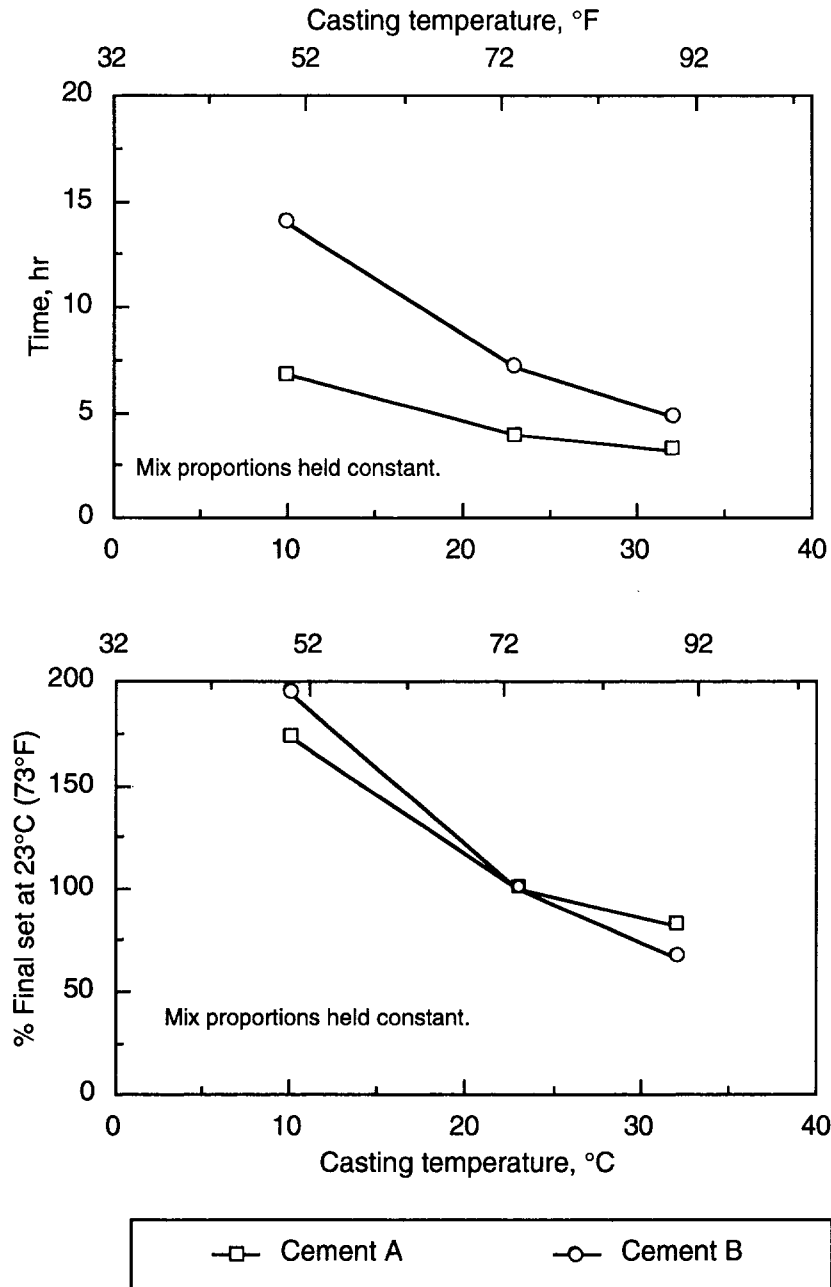 Casting temperature, °F
32 52 72 92
20
15
10
5
0
Time, hr
Mix proportions held constant.
0 10 20 30 40
32 52 72 92
200
150
100
50
0
% Final set at 23°C (73°F)
Mix proportions held constant.
0 10 20 30 40
Casting temperature, °C
Cement A Cement B